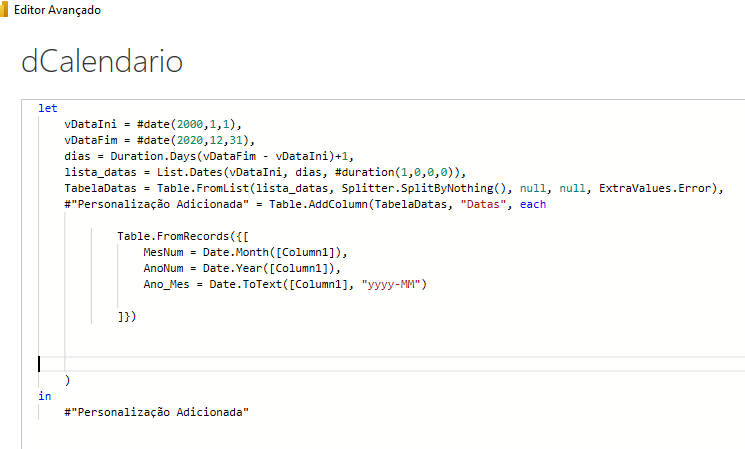 Editor Avançado
dCalendario
let
vDataIni = #date(2000,1,1),
vDataFim = #date(2020,12,31),
dias = Duration.Days(vDataFim - vDataIni)+1,
lista_datas = List.Dates(vDataIni, dias, #duration(1,0,0,0)),
TabelaDatas = Table.FromList(lista_datas, Splitter.SplitByNothing(), null, null, ExtraValues.Error),
#"Personalização Adicionada" = Table.AddColumn(TabelaDatas, "Datas", each
Table.FromRecords({[
MesNum = Date.Month([Column1]),
AnoNum = Date.Year([Column1]),
Ano_Mes = Date.ToText([Column1], "yyyy-MM")
]})
)
in
#"Personalização Adicionada"